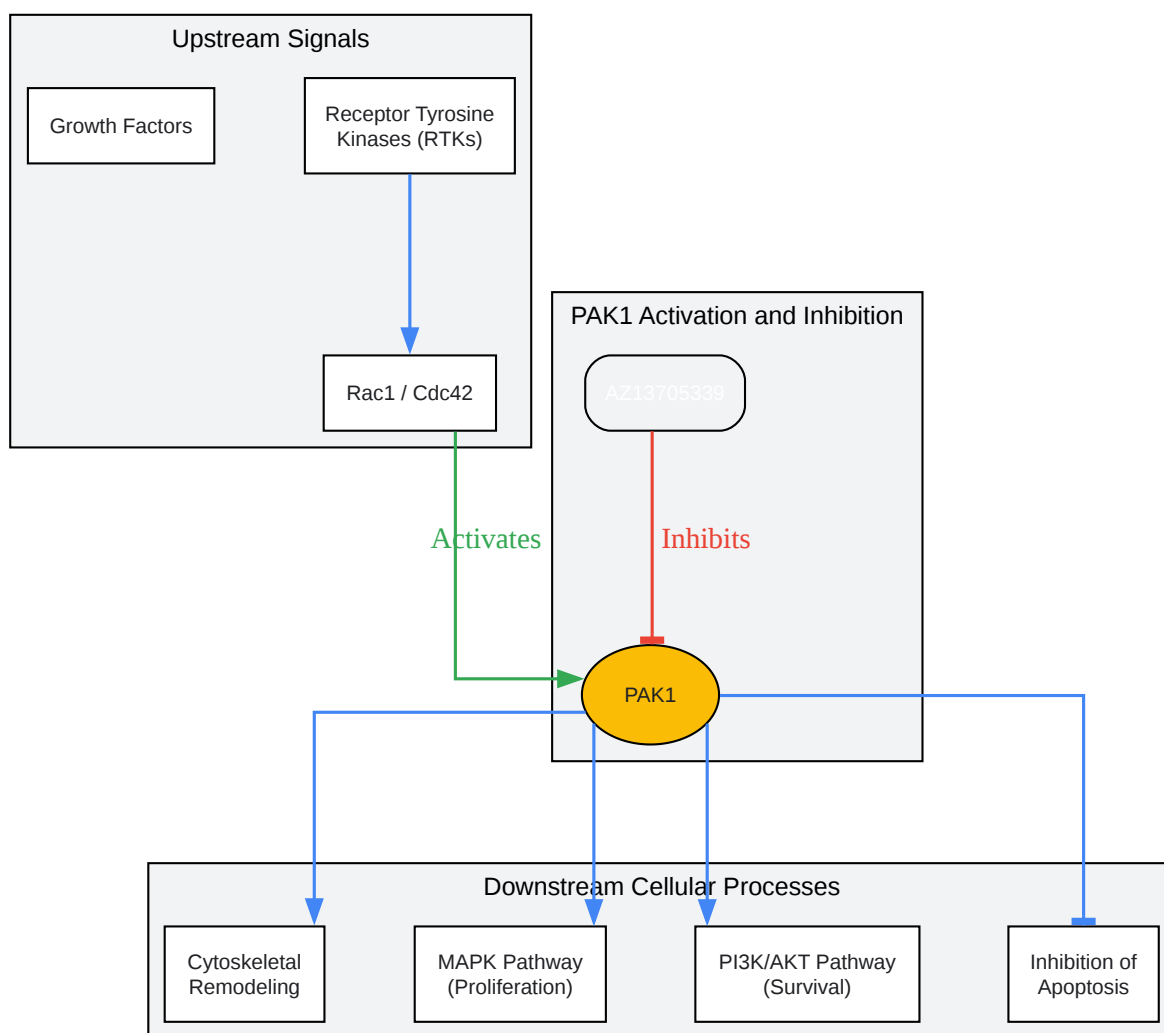 Upstream Signals
Growth Factors
Receptor Tyrosine
Kinases (RTKs)
Rac1 / Cdc42
PAK1 Activation and Inhibition
AZ13705339
Activates
Inhibits
PAK1
Downstream Cellular Processes
Cytoskeletal
Remodeling
MAPK Pathway
(Proliferation)
PI3K/AKT Pathway
(Survival)
Inhibition of
Apoptosis